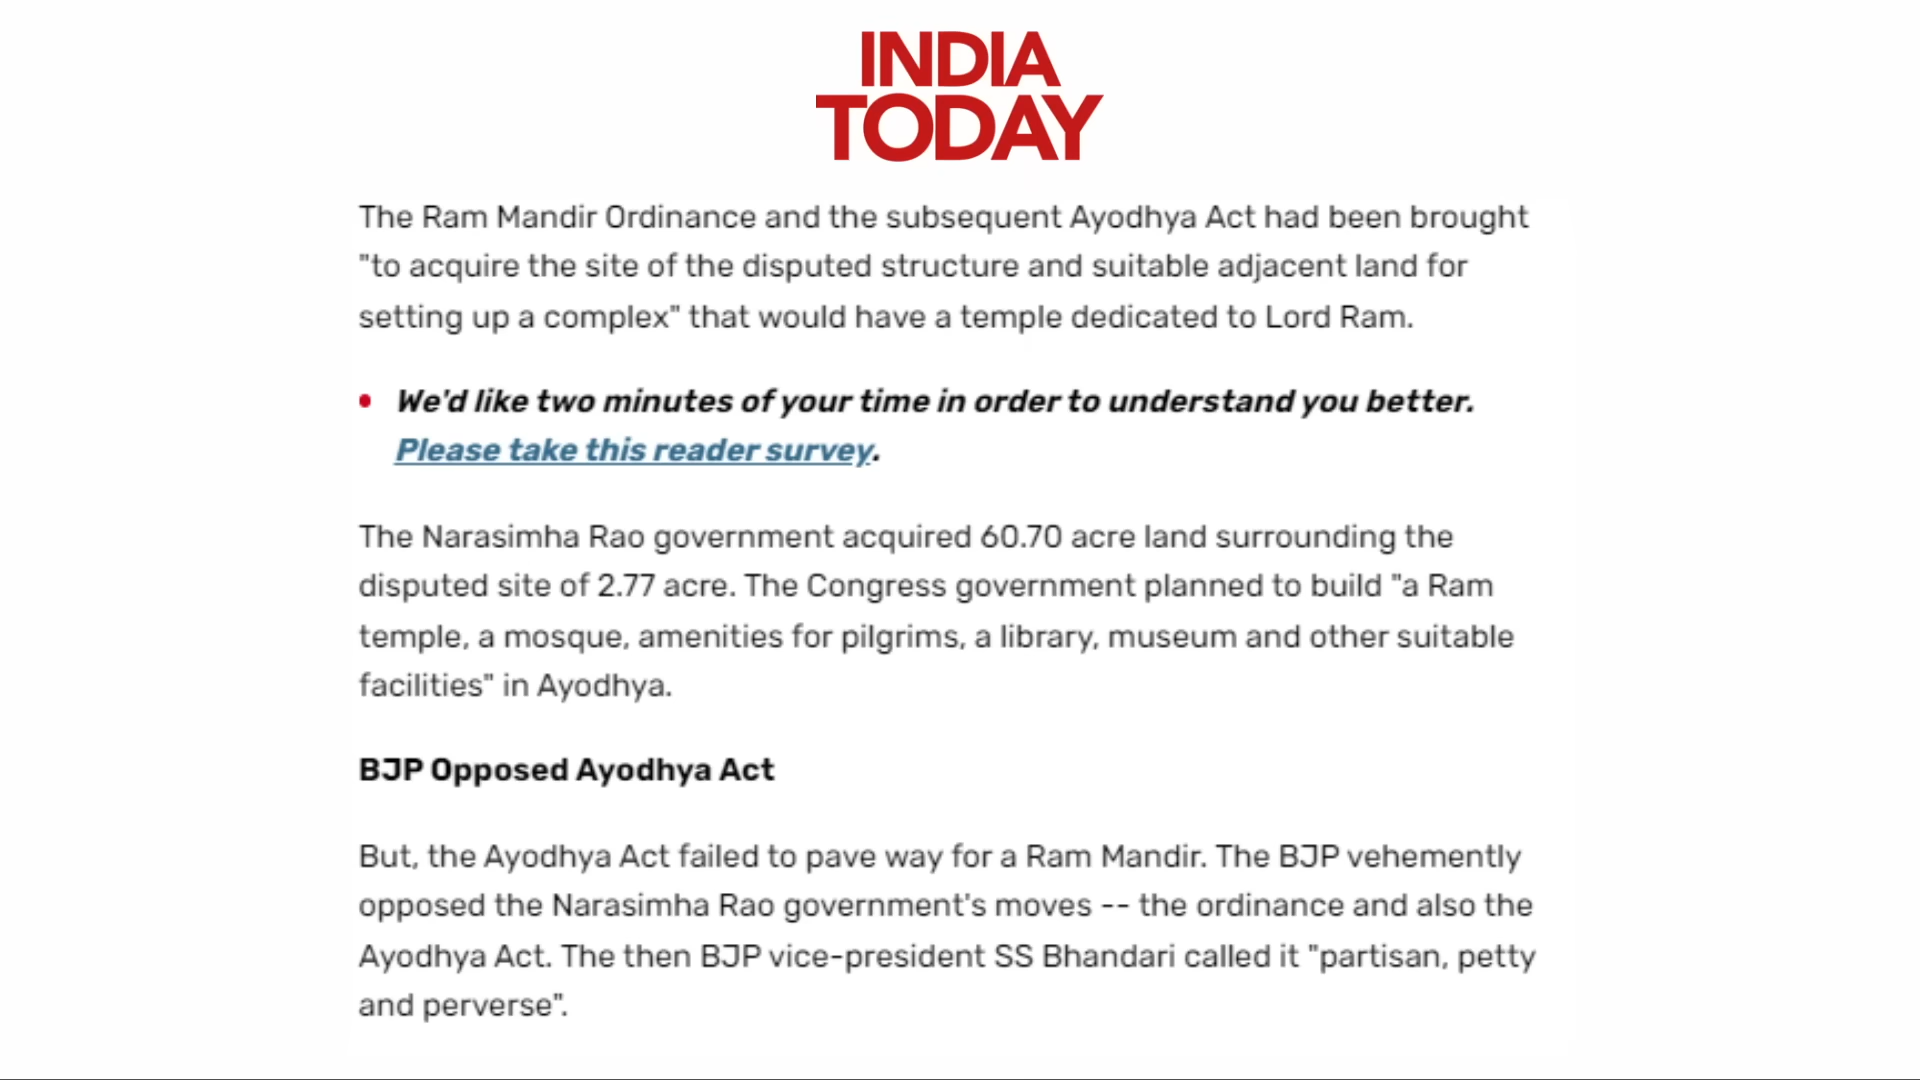 INDIA
TODAY
The Ram Mandir Ordinance and the subsequent Ayodhya Act had been brought
"to acquire the site of the disputed structure and suitable adjacent land for
setting up a complex" that would have a temple dedicated to Lord Ram.
• We'd like two minutes of your time in order to understand you better.
Please take this reader survey.
The Narasimha Rao government acquired 60.70 acre land surrounding the
disputed site of 2.77 acre. The Congress government planned to build "a Ram
temple, a mosque, amenities for pilgrims, a library, museum and other suitable
facilities" in Ayodhya.
BJP Opposed Ayodhya Act
But, the Ayodhya Act failed to pave way for a Ram Mandir. The BJP vehemently
opposed the Narasimha Rao government's moves -- the ordinance and also the
Ayodhya Act. The then BJP vice-president SS Bhandari called it "partisan, petty
and perverse".